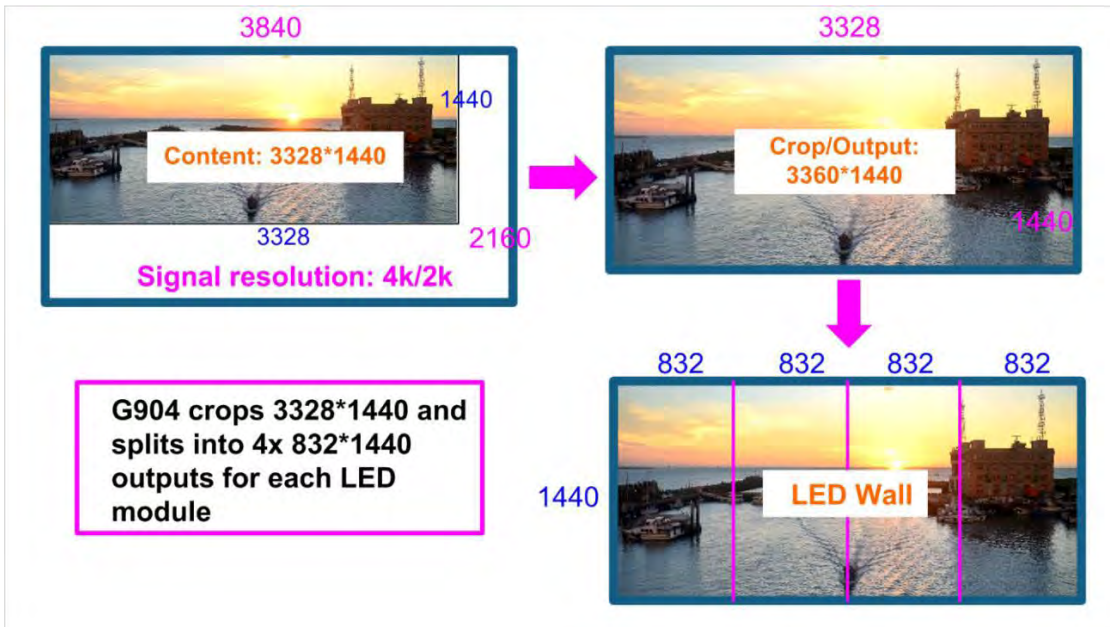 3840
1440
Content: 3328*1440
3328
2160
Signal resolution: 4k/2k
3328
Crop/Output:
3360*1440
1440
G904 crops 3328*1440 and
splits into 4x 832*1440
outputs for each LED
module
832 832 832 832
1440
LED Wall